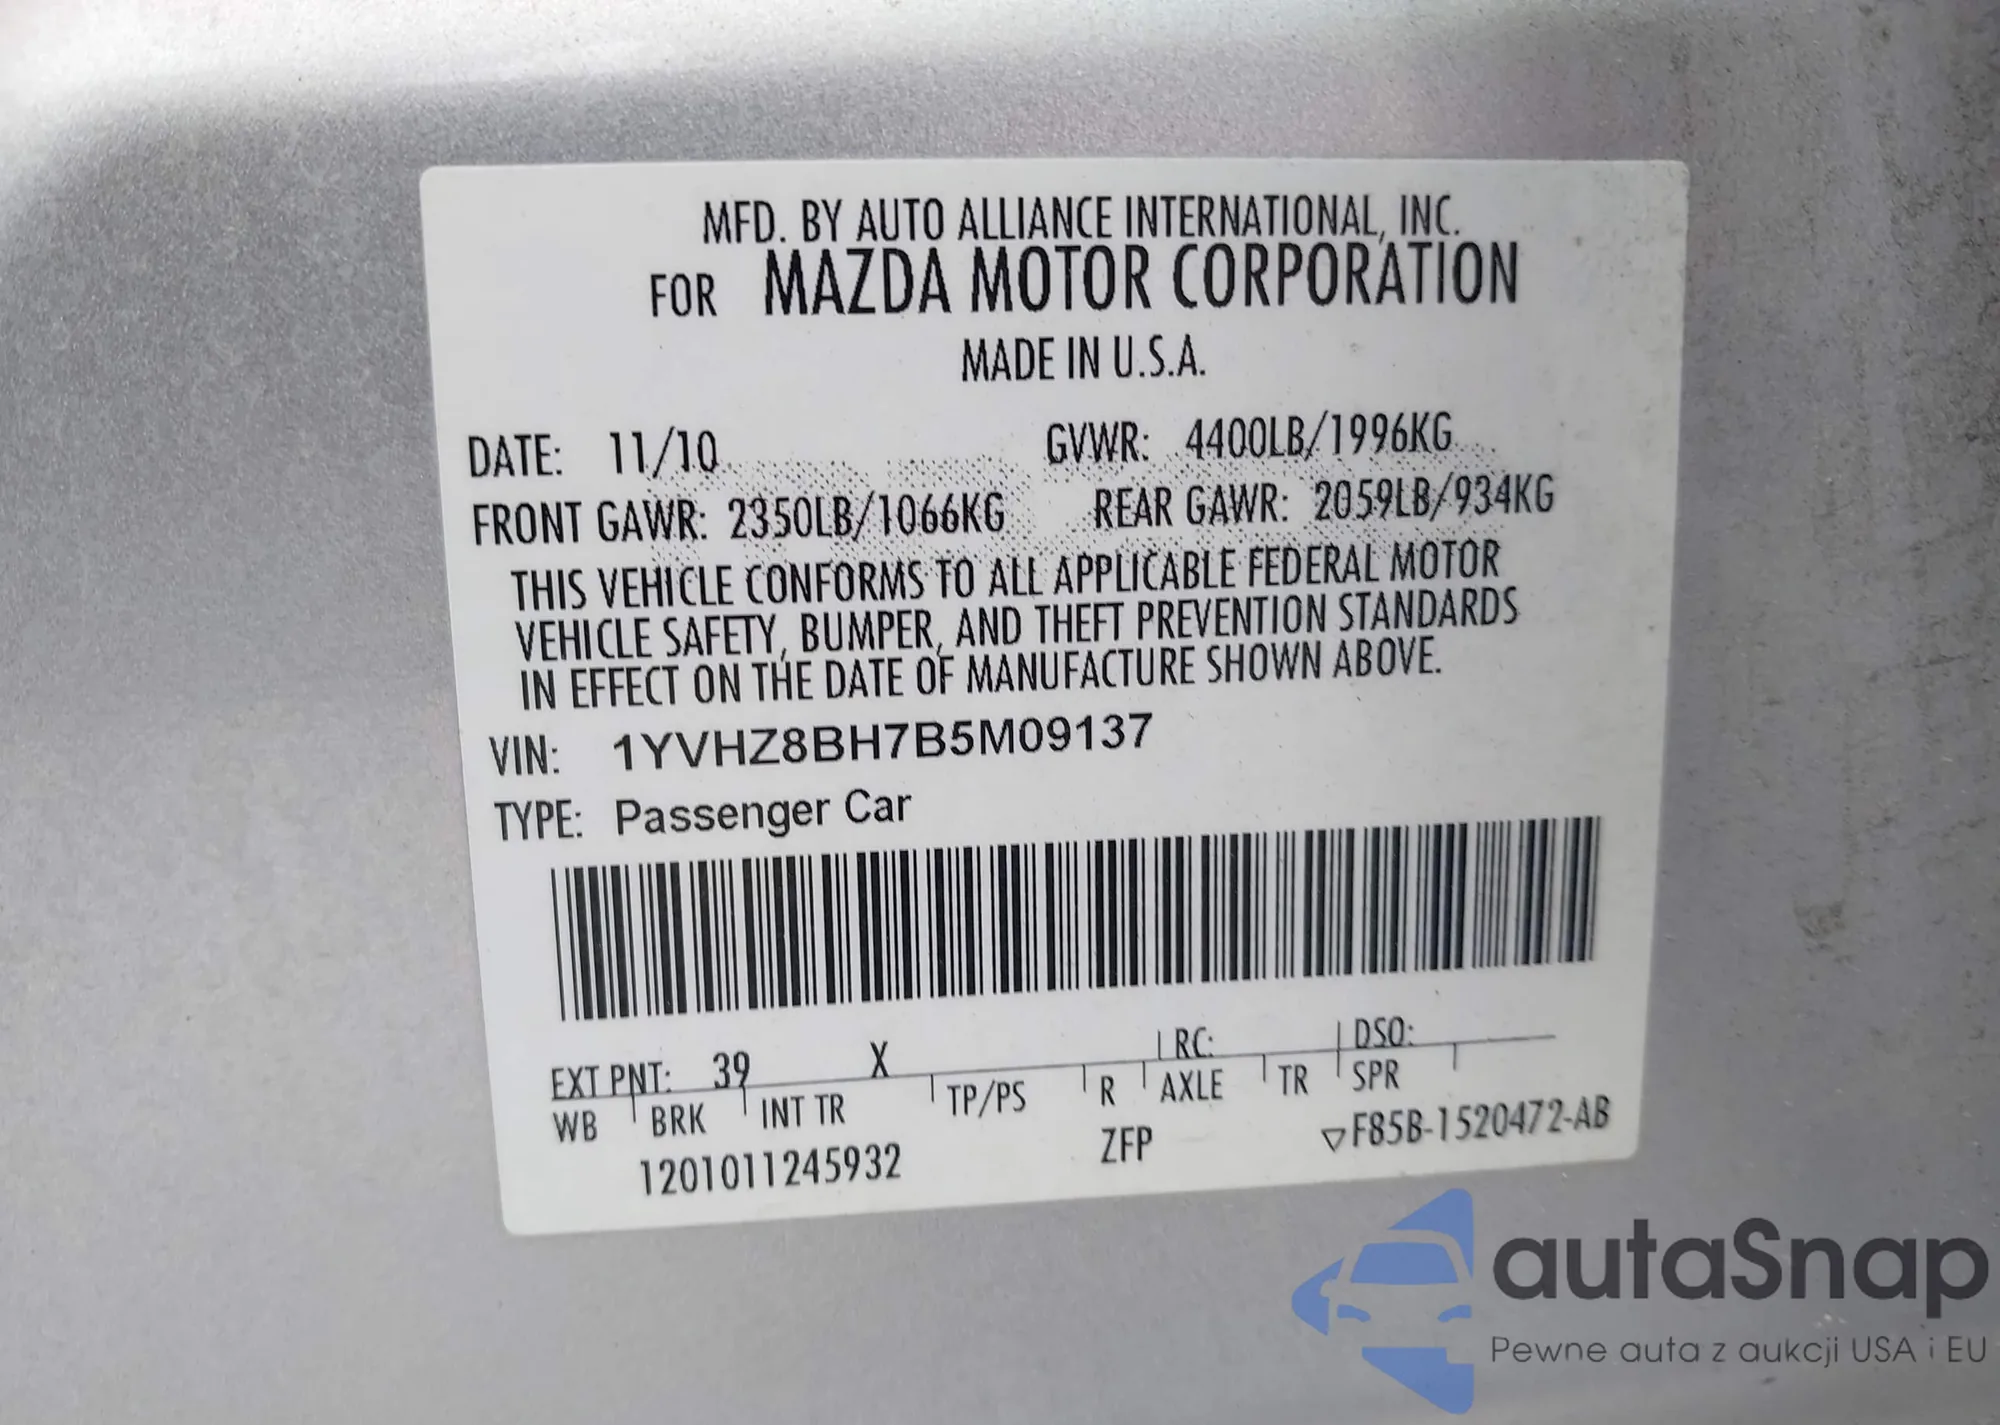 MFD. BY AUTO ALLIANCE INTERNATIONAL, INC.
FOR MAZDA MOTOR CORPORATION
MADE IN U.S.A.
DATE: 11/10 GVWR: 4400LB/1996KG
FRONT GAWR: 2350LB/1066KG REAR GAWR: 2059LB/934KG
THIS VEHICLE CONFORMS TO ALL APPLICABLE FEDERAL MOTOR
VEHICLE SAFETY, BUMPER, AND THEFT PREVENTION STANDARDS
IN EFFECT ON THE DATE OF MANUFACTURE SHOWN ABOVE.
VIN: 1YVHZ8BH7B5M09137
TYPE: Passenger Car
EXT PNT: 39 X RC: DSO:
WB BRK INT TR TP/PS R AXLE TR SPR
1201011245932 ZFP ▽F85B-1520472-AB
autaSnap
Pewne auta z aukcji USA i EU